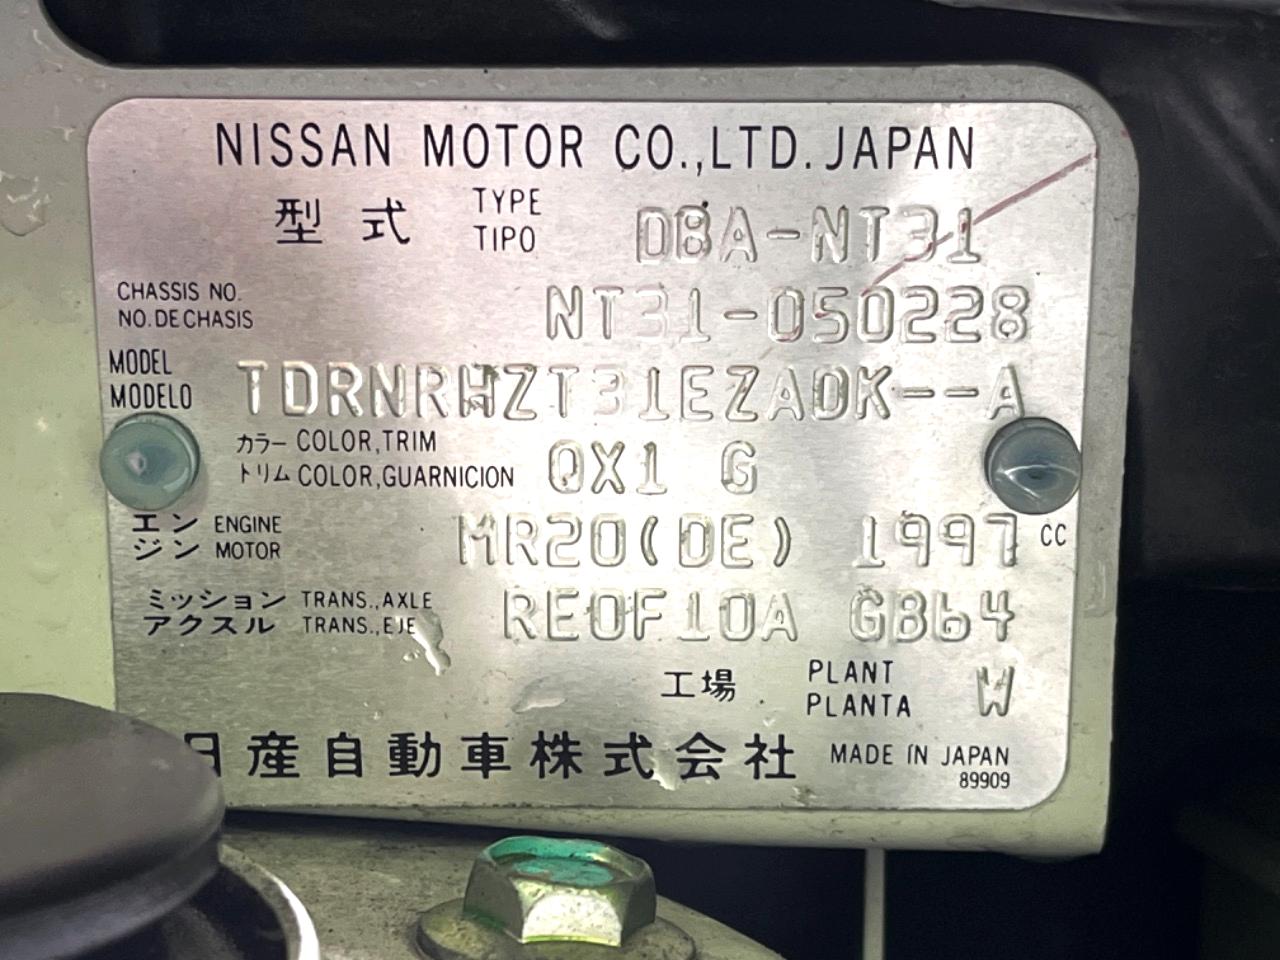 NISSAN MOTOR CO.,LTD. JAPAN
型式 TYPE TIPO DBA-NT31
CHASSIS NO. NO.DE CHASIS NT31-050228
MODEL MODELO TDRNRHZT31EZA0K--A
カラー COLOR,TRIM
トリム COLOR,GUARNICION QX1 G
エン ENGINE
ジン MOTOR MR20(DE) 1997 CC
ミッション TRANS.,AXLE
アクスル TRANS.,EJE RE0F10A GB64
工場 PLANT PLANTA W
日産自動車株式会社 MADE IN JAPAN
89909